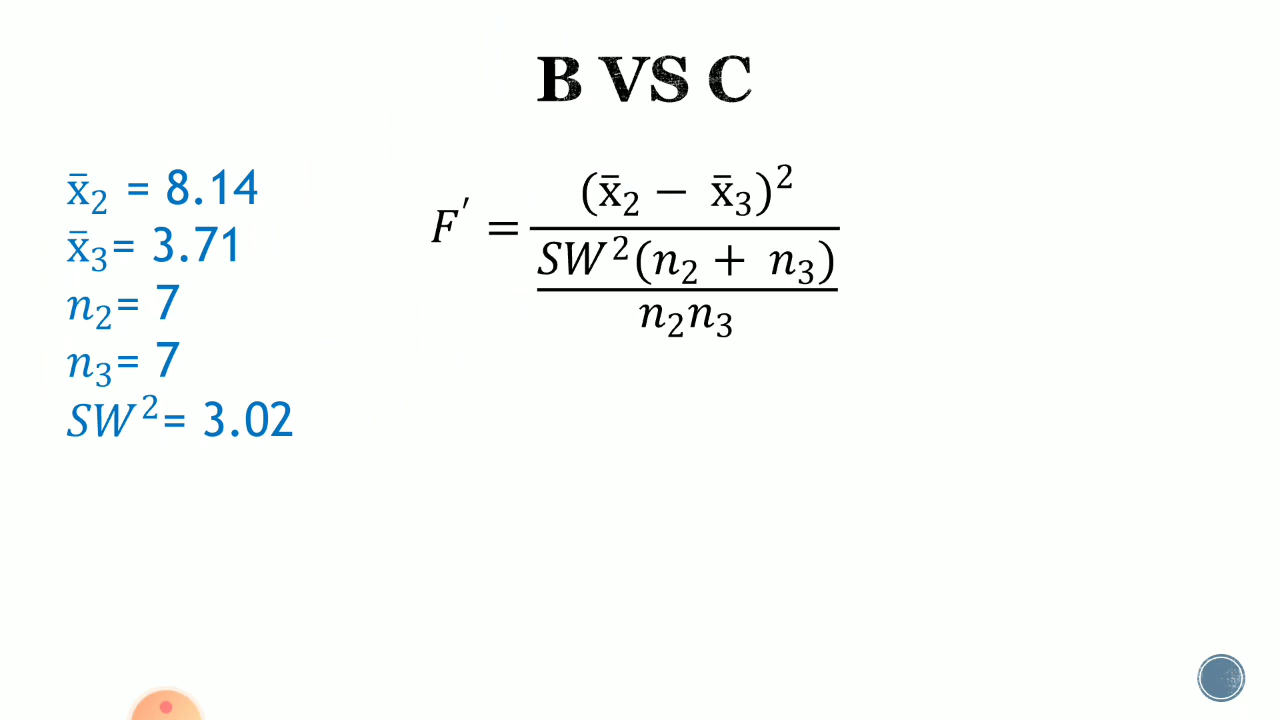 B VS C
x̄₂ = 8.14
x̄₃= 3.71
n₂= 7
n₃= 7
SW²= 3.02
F′ = (x̄₂ − x̄₃)²
SW²(n₂ + n₃)
n₂n₃